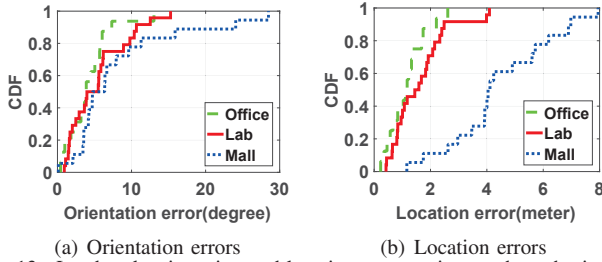 1
0.8
0.6
0.4
0.2
0
CDF
Office
Lab
Mall
0 10 20 30
Orientation error(degree)
(a) Orientation errors
1
0.8
0.6
0.4
0.2
0
CDF
Office
Lab
Mall
0 2 4 6 8
Location error(meter)
(b) Location errors